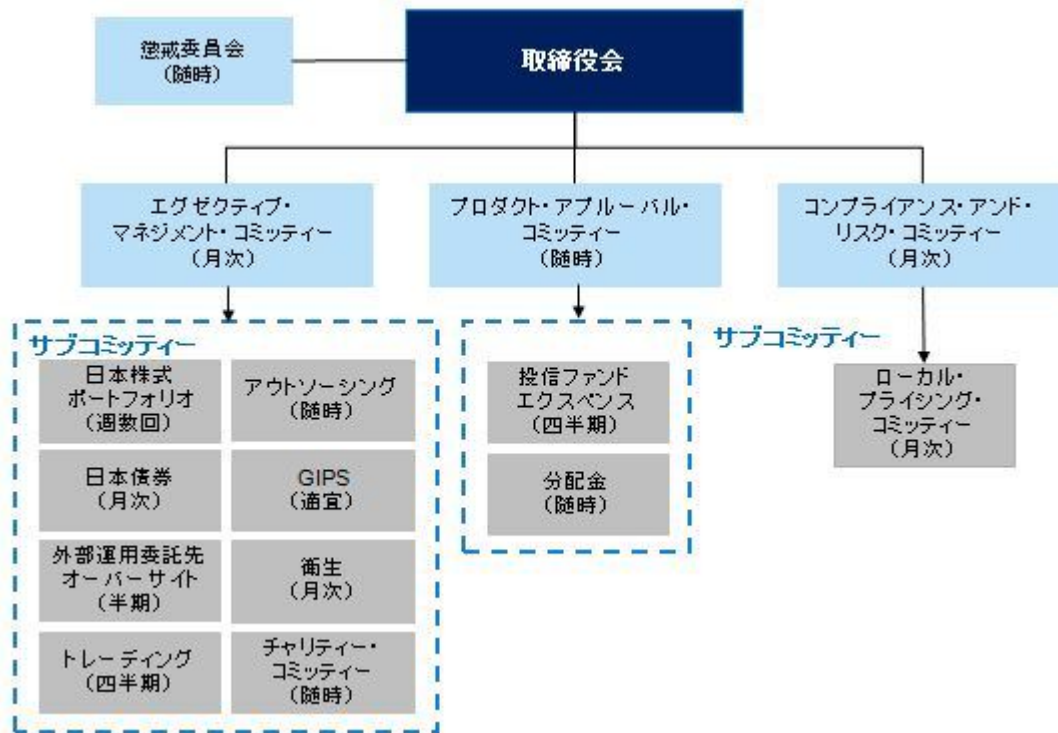 懲戒委員会
(随時)
取締役会
エグゼクティブ・
マネジメント・コミッティー
(月次)
プロダクト・アプルーバル・
コミッティー
(随時)
コンプライアンス・アンド・
リスク・コミッティー
(月次)
サブコミッティー
日本株式
ポートフォリオ
(週数回)
アウトソーシング
(随時)
日本債券
(月次)
GIPS
(適宜)
外部運用委託先
オーバーサイト
(半期)
衛生
(月次)
トレーディング
(四半期)
チャリティー・
コミッティー
(随時)
投信ファンド
エクスペンス
(四半期)
分配金
(随時)
サブコミッティー
ローカル・
プライシング・
コミッティー
(月次)